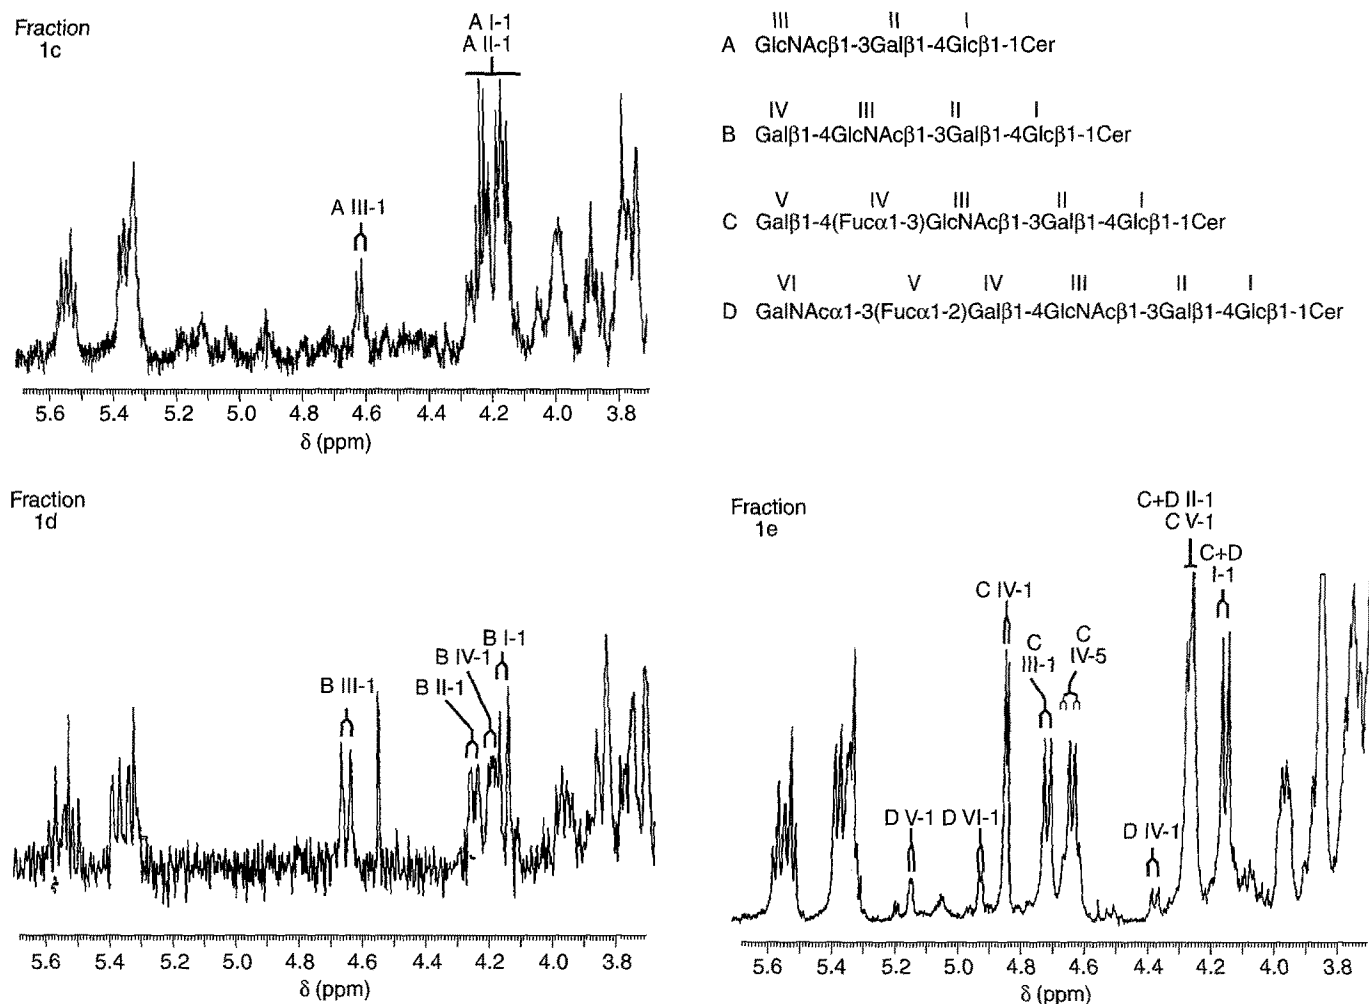 Fraction
1c
A I-1
A II-1
A III-1
5.6 5.4 5.2 5.0 4.8 4.6 4.4 4.2 4.0 3.8
δ (ppm)
III II I
A GlcNAcβ1-3Galβ1-4Glcβ1-1Cer
IV III II I
B Galβ1-4GlcNAcβ1-3Galβ1-4Glcβ1-1Cer
V IV III II I
C Galβ1-4(Fucα1-3)GlcNAcβ1-3Galβ1-4Glcβ1-1Cer
VI V IV III II I
D GalNAcα1-3(Fucα1-2)Galβ1-4GlcNAcβ1-3Galβ1-4Glcβ1-1Cer
Fraction
1d
B I-1
B IV-1
B II-1
B III-1
5.6 5.4 5.2 5.0 4.8 4.6 4.4 4.2 4.0 3.8
δ (ppm)
Fraction
1e
C+D II-1
C V-1
C+D
I-1
C IV-1
C
III-1
C
IV-5
D V-1
D VI-1
D IV-1
5.6 5.4 5.2 5.0 4.8 4.6 4.4 4.2 4.0 3.8
δ (ppm)